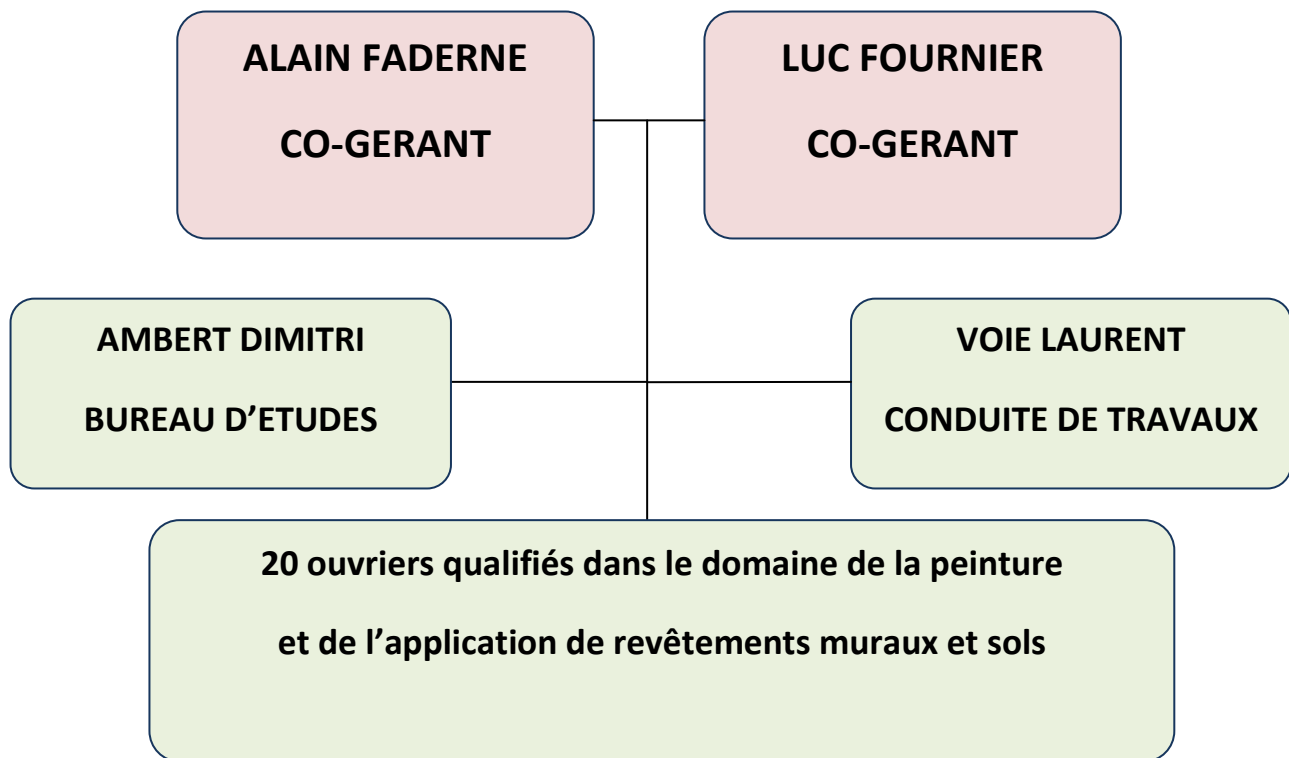 ALAIN FADERNE
CO-GERANT
LUC FOURNIER
CO-GERANT
AMBERT DIMITRI
BUREAU D’ETUDES
VOIE LAURENT
CONDUITE DE TRAVAUX
20 ouvriers qualifiés dans le domaine de la peinture
et de l’application de revêtements muraux et sols